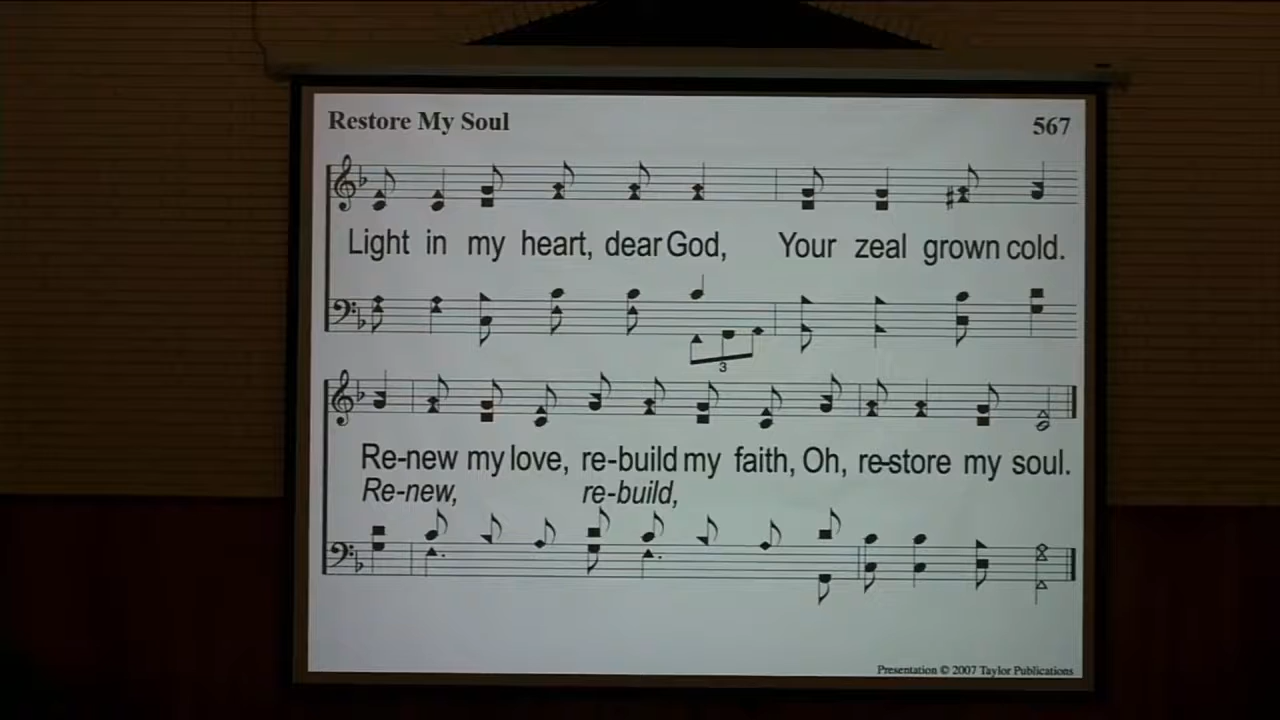 Restore My Soul 567
Light in my heart, dear God, Your zeal grown cold.
3
Re-new my love, re-build my faith, Oh, re-store my soul.
Re-new, re-build,
Presentation © 2007 Taylor Publications